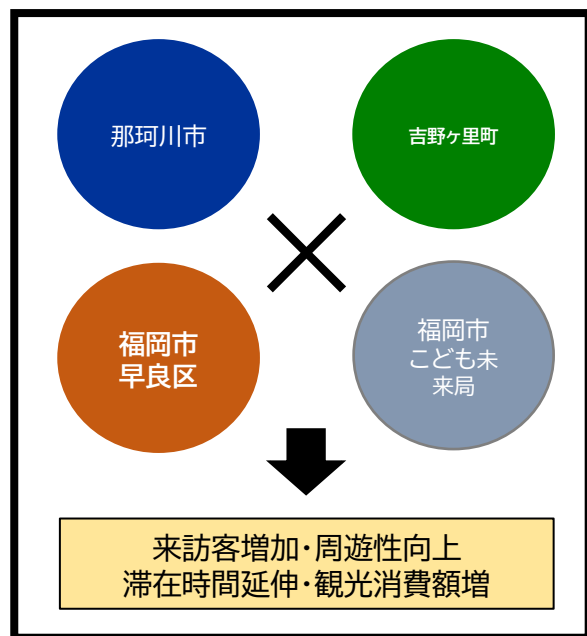 那珂川市
吉野ヶ里町
福岡市
早良区
福岡市
こども未
来局
来訪客増加･周遊性向上
滞在時間延伸･観光消費額増